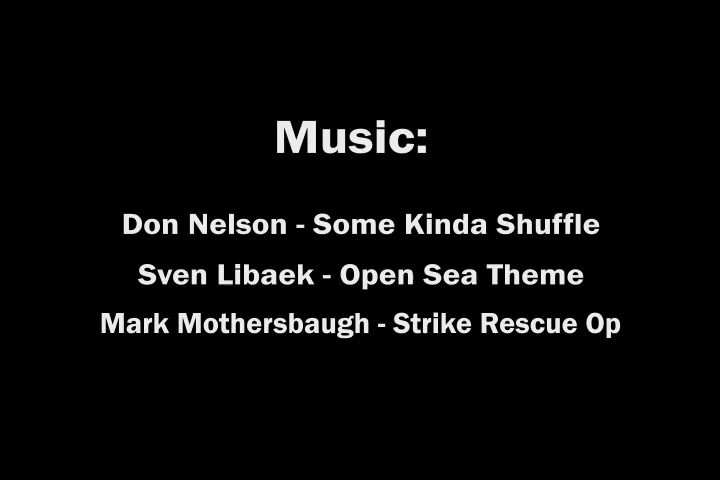 Music:
Don Nelson - Some Kinda Shuffle
Sven Libaek - Open Sea Theme
Mark Mothersbaugh - Strike Rescue Op